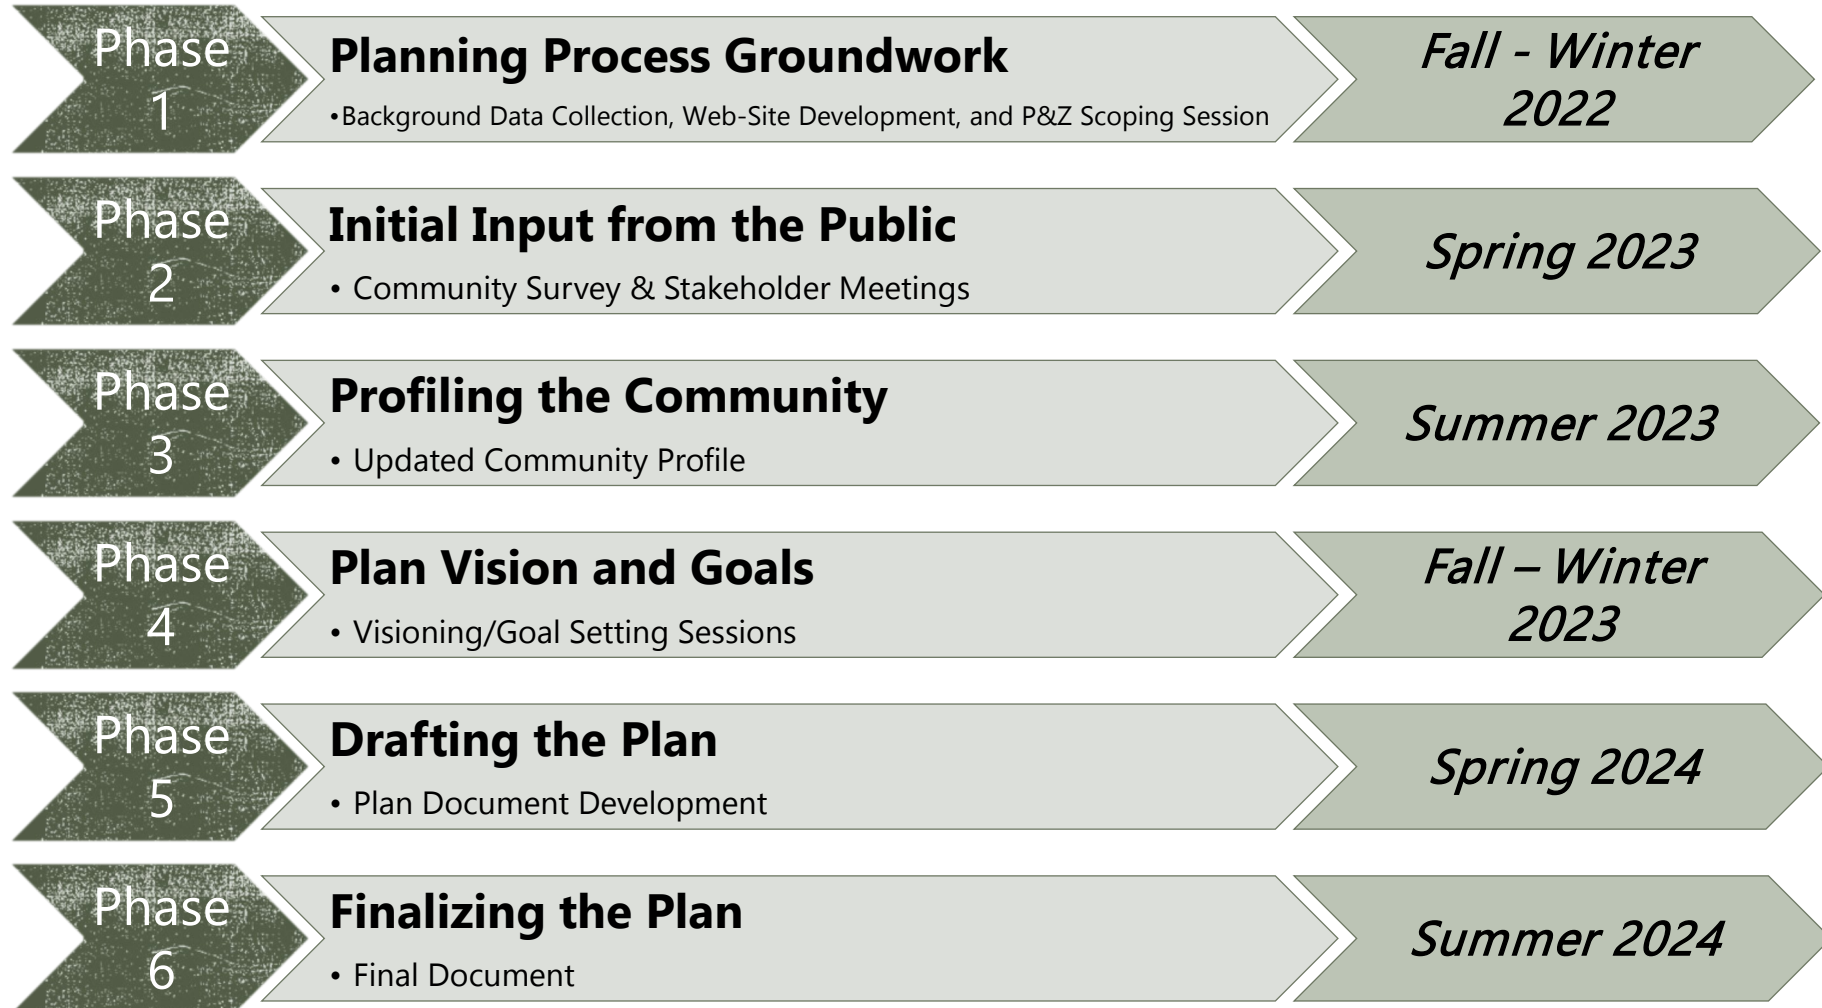 Phase
1
Planning Process Groundwork
•Background Data Collection, Web-Site Development, and P&Z Scoping Session
Fall - Winter
2022
Phase
2
Initial Input from the Public
• Community Survey & Stakeholder Meetings
Spring 2023
Phase
3
Profiling the Community
• Updated Community Profile
Summer 2023
Phase
4
Plan Vision and Goals
• Visioning/Goal Setting Sessions
Fall – Winter
2023
Phase
5
Drafting the Plan
• Plan Document Development
Spring 2024
Phase
6
Finalizing the Plan
• Final Document
Summer 2024